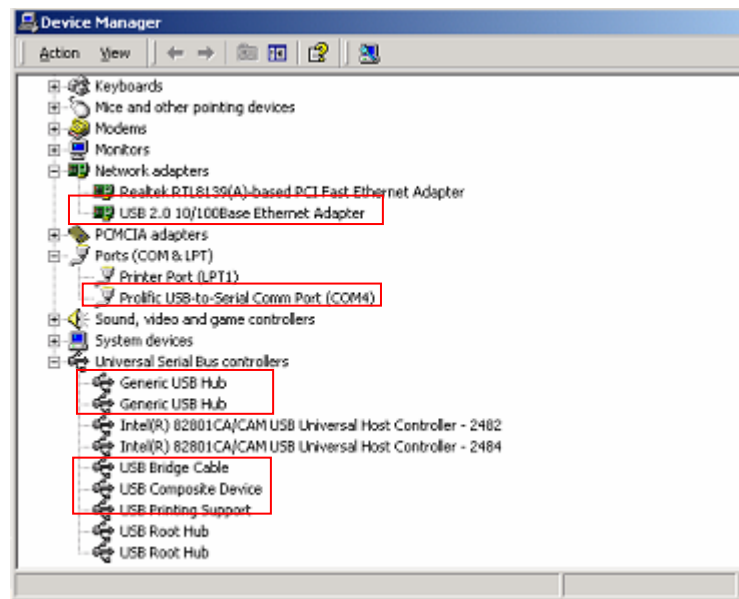 Device Manager
Action View
Keyboards
Mice and other pointing devices
Modems
Monitors
Network adapters
Realtek RTL8139(A)-based PCI Fast Ethernet Adapter
USB 2.0 10/100Base Ethernet Adapter
PCMCIA adapters
Ports (COM & LPT)
Printer Port (LPT1)
Prolific USB-to-Serial Comm Port (COM4)
Sound, video and game controllers
System devices
Universal Serial Bus controllers
Generic USB Hub
Generic USB Hub
Intel(R) 82801CA/CAM USB Universal Host Controller - 2482
Intel(R) 82801CA/CAM USB Universal Host Controller - 2484
USB Bridge Cable
USB Composite Device
USB Printing Support
USB Root Hub
USB Root Hub